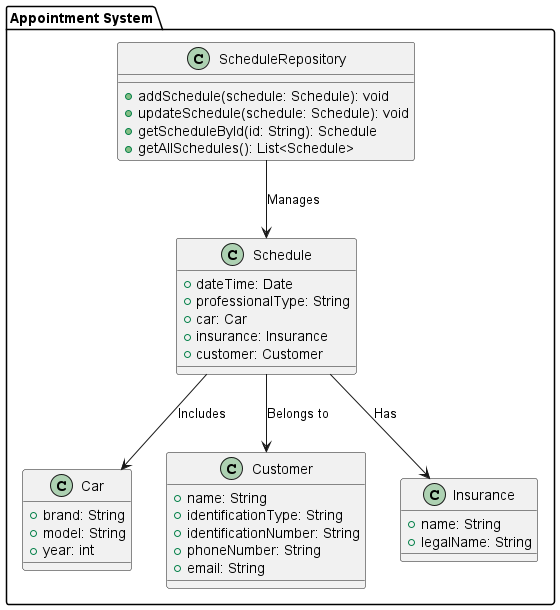 Appointment System
C ScheduleRepository
addSchedule(schedule: Schedule): void
updateSchedule(schedule: Schedule): void
getScheduleById(id: String): Schedule
getAllSchedules(): List<Schedule>
Manages
C Schedule
dateTime: Date
professionalType: String
car: Car
insurance: Insurance
customer: Customer
Includes
Belongs to
Has
C Car
brand: String
model: String
year: int
C Customer
name: String
identificationType: String
identificationNumber: String
phoneNumber: String
email: String
C Insurance
name: String
legalName: String